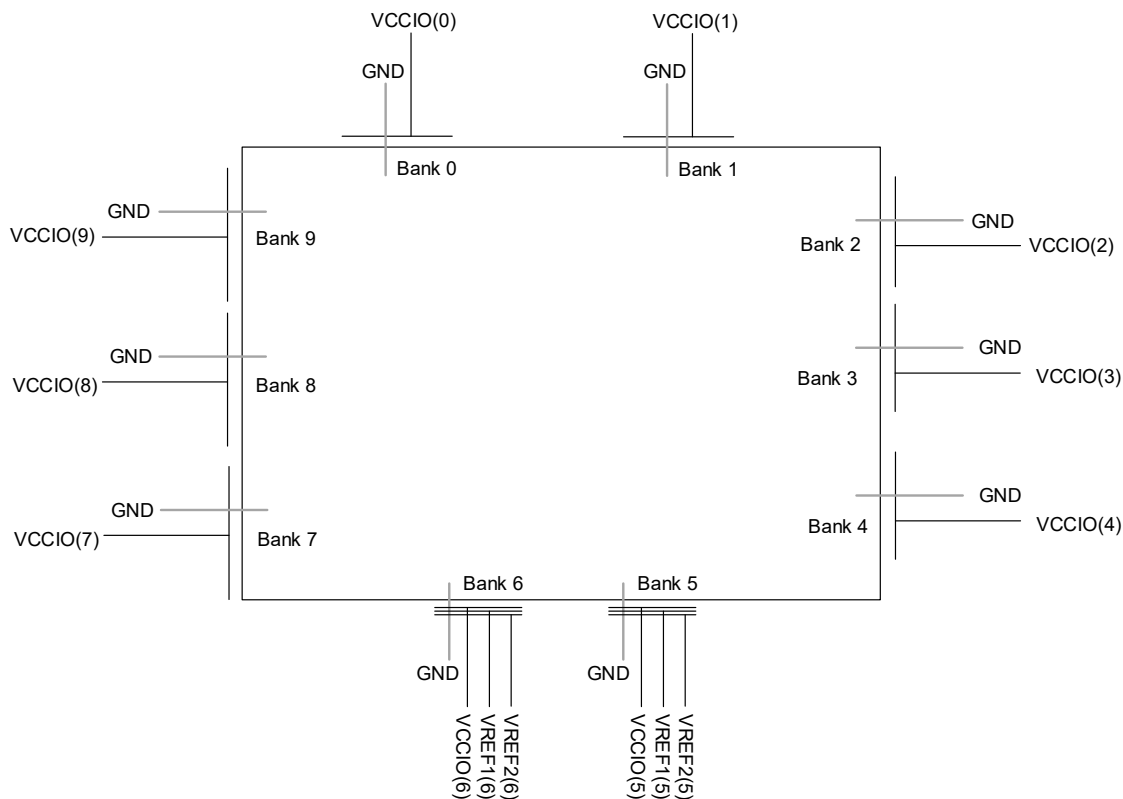 VCCIO(0)
VCCIO(1)
GND
GND
Bank 0
Bank 1
GND
VCCIO(9)
Bank 9
GND
Bank 2
VCCIO(2)
GND
VCCIO(8)
Bank 8
GND
Bank 3
VCCIO(3)
GND
VCCIO(7)
Bank 7
GND
Bank 4
VCCIO(4)
Bank 6
Bank 5
GND
GND
VCCIO(6)
VREF1(6)
VREF2(6)
VCCIO(5)
VREF1(5)
VREF2(5)